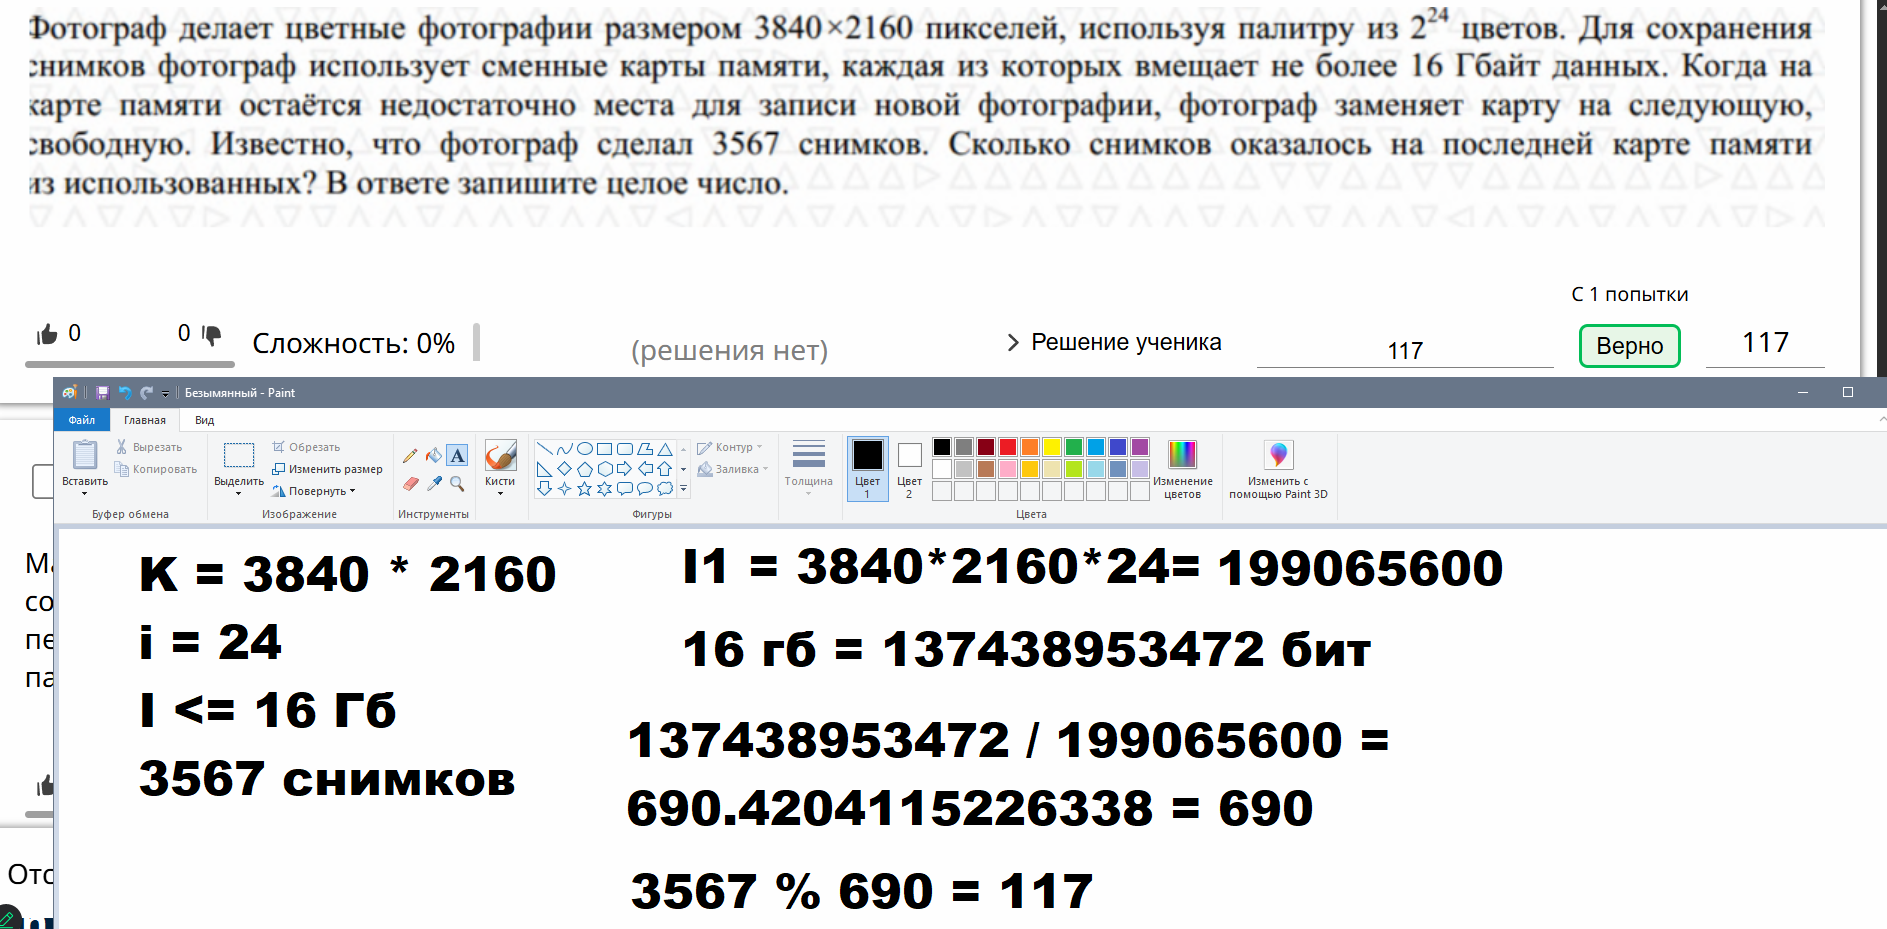 Фотограф делает цветные фотографии размером 3840×2160 пикселей, используя палитру из 2²⁴ цветов. Для сохранения
снимков фотограф использует сменные карты памяти, каждая из которых вмещает не более 16 Гбайт данных. Когда на
карте памяти остаётся недостаточно места для записи новой фотографии, фотограф заменяет карту на следующую,
свободную. Известно, что фотограф сделал 3567 снимков. Сколько снимков оказалось на последней карте памяти
из использованных? В ответе запишите целое число.
С 1 попытки
0 0 Сложность: 0% (решения нет) Решение ученика 117 Верно 117
Безымянный - Paint
Файл Главная Вид
Вставить Вырезать Копировать
Буфер обмена
Выделить Обрезать Изменить размер Повернуть
Изображение
Инструменты
Кисти
Контур Заливка
Фигуры
Толщина
Цвет 1 Цвет 2
Изменение цветов
Цвета
Изменить с помощью Paint 3D
K = 3840 * 2160
i = 24
I <= 16 Гб
3567 снимков
I1 = 3840*2160*24= 199065600
16 гб = 137438953472 бит
137438953472 / 199065600 =
690.4204115226338 = 690
3567 % 690 = 117